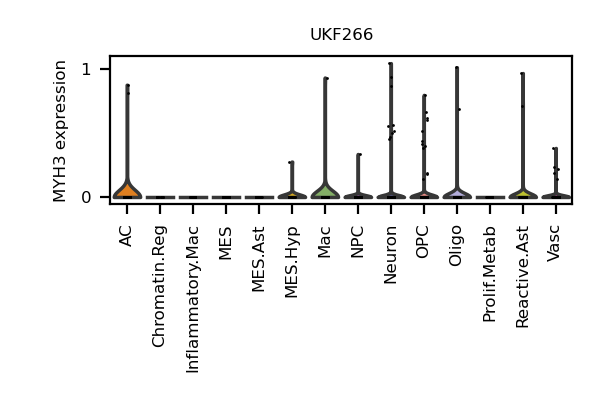 UKF266
MYH3 expression
1
0
AC
Chromatin.Reg
Inflammatory.Mac
MES
MES.Ast
MES.Hyp
Mac
NPC
Neuron
OPC
Oligo
Prolif.Metab
Reactive.Ast
Vasc